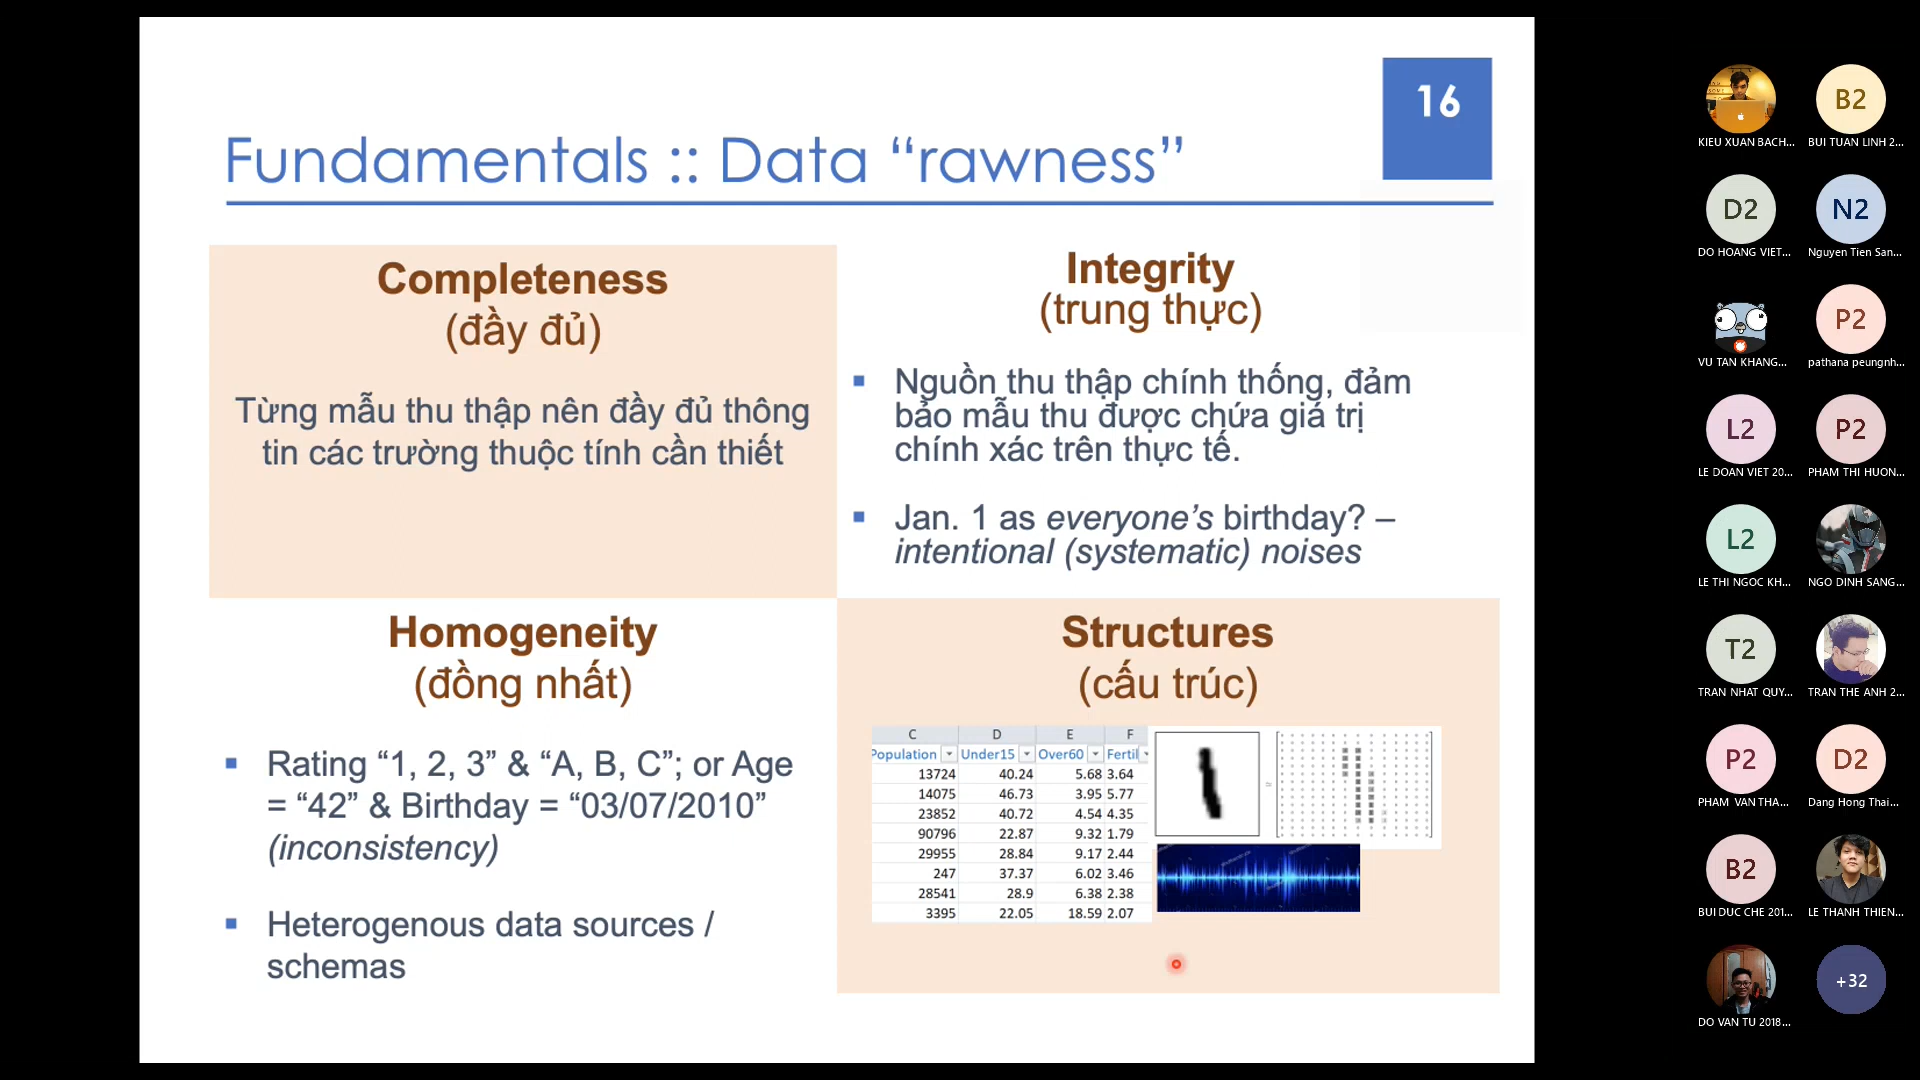 16
Fundamentals :: Data “rawness”
Completeness
(đầy đủ)
Từng mẫu thu thập nên đầy đủ thông
tin các trường thuộc tính cần thiết
Integrity
(trung thực)
Nguồn thu thập chính thống, đảm
bảo mẫu thu được chứa giá trị
chính xác trên thực tế.
Jan. 1 as everyone’s birthday? –
intentional (systematic) noises
Homogeneity
(đồng nhất)
Rating “1, 2, 3” & “A, B, C”; or Age
= “42” & Birthday = “03/07/2010”
(inconsistency)
Heterogenous data sources /
schemas
Structures
(cấu trúc)
C D E F
Population Under15 Over60 Fertil
13724 40.24 5.68 3.64
14075 46.73 3.95 5.77
23852 40.72 4.54 4.35
90796 22.87 9.32 1.79
29955 28.84 9.17 2.44
247 37.37 6.02 3.46
28541 28.9 6.38 2.38
3395 22.05 18.59 2.07
B2
KIEU XUAN BACH... BUI TUAN LINH 2...
D2 N2
DO HOANG VIET... Nguyen Tien San...
P2
VU TAN KHANG... pathana peungnh...
L2 P2
LE DOAN VIET 20... PHAM THI HUON...
L2
LE THI NGOC KH... NGO DINH SANG...
T2
TRAN NHAT QUY... TRAN THE ANH 2...
P2 D2
PHAM VAN THA... Dang Hong Thai...
B2
BUI DUC CHE 201... LE THANH THIEN...
+32
DO VAN TU 2018...